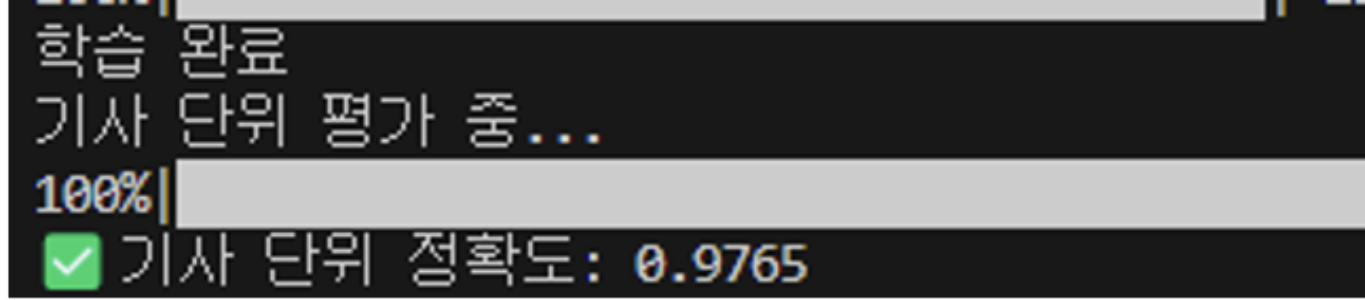 학습 완료
기사 단위 평가 중...
100%|
✅ 기사 단위 정확도: 0.9765